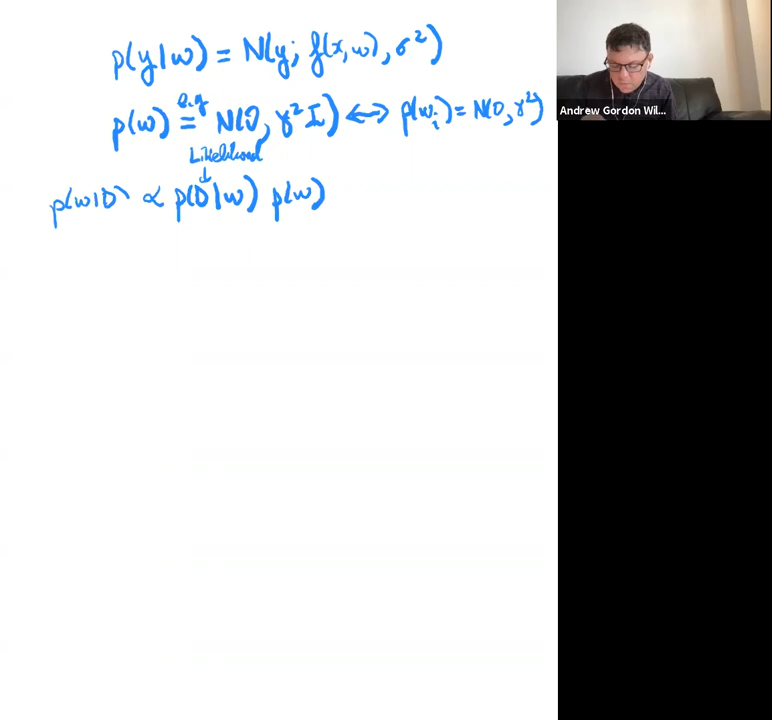 p(y|w) = N(y; f(x,w), σ²)
p(w) e.g. = N(0, γ²I) ⟷ p(wᵢ) = N(0, γ²)
Likelihood
↓
p(w|D) ∝ p(D|w) p(w)
Andrew Gordon Wil...